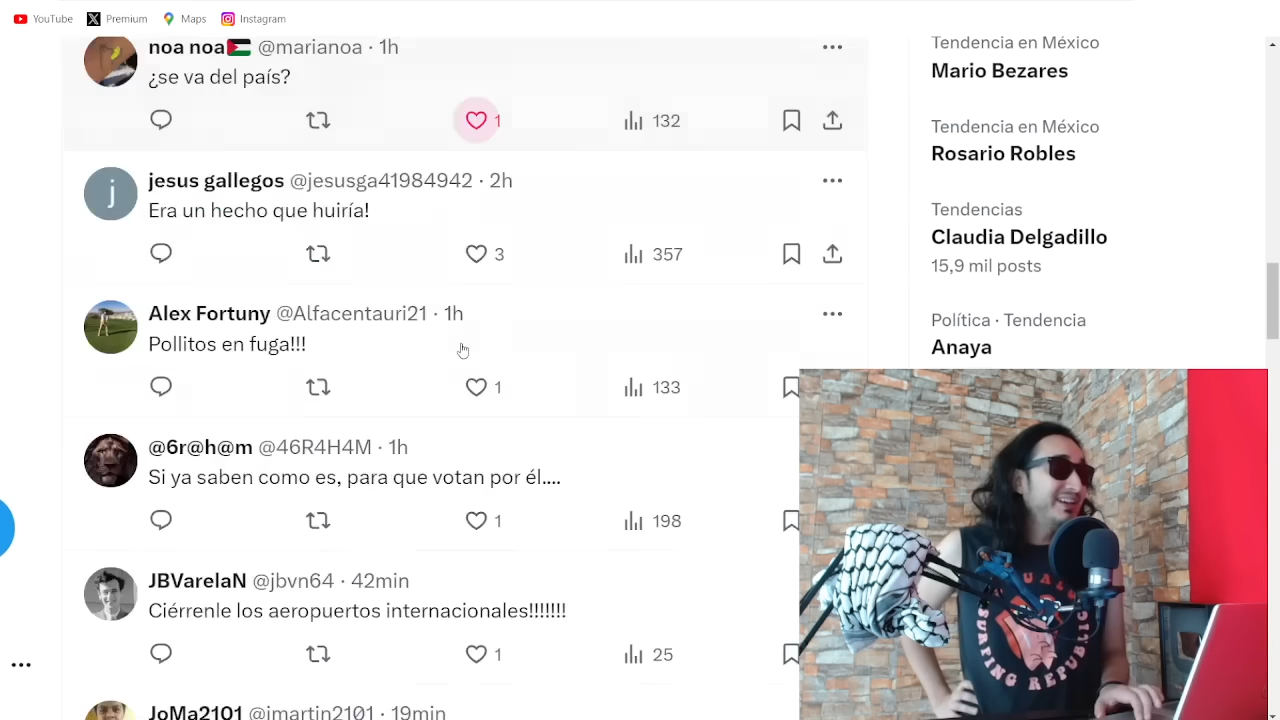 YouTube Premium Maps Instagram
noa noa @marianoa · 1h
¿se va del país?
1 132
jesus gallegos @jesusga41984942 · 2h
Era un hecho que huiría!
3 357
Alex Fortuny @Alfacentauri21 · 1h
Pollitos en fuga!!!
1 133
@6r@h@m @46R4H4M · 1h
Si ya saben como es, para que votan por él....
1 198
JBVarelaN @jbvn64 · 42min
Ciérrenle los aeropuertos internacionales!!!!!!!
1 25
JoMa2101 @jmartin2101 · 19min
Tendencia en México
Mario Bezares
Tendencia en México
Rosario Robles
Tendencias
Claudia Delgadillo
15,9 mil posts
Política · Tendencia
Anaya
j
SURFING REPUBLIC